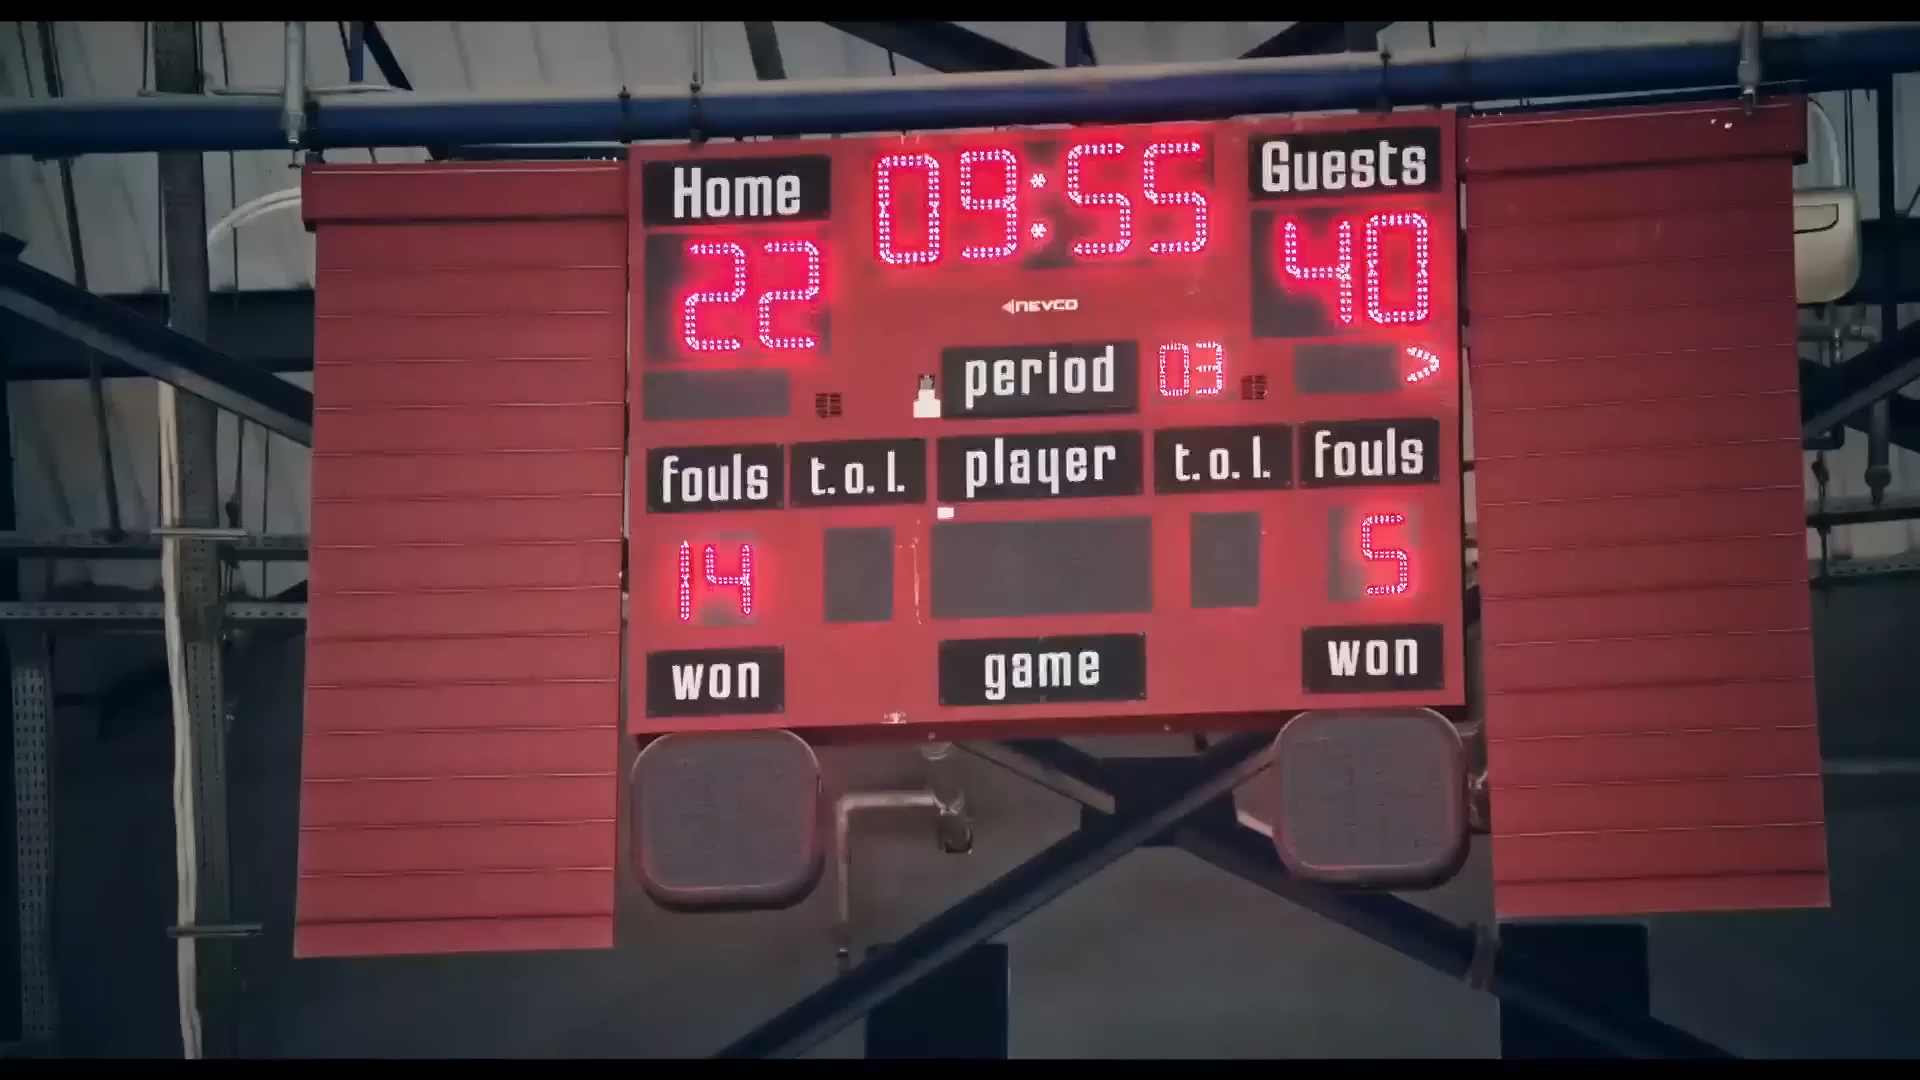 Home 09:55 Guests
22 40
NEVCO
period 03 >
fouls t.o.l. player t.o.l. fouls
14 5
won game won